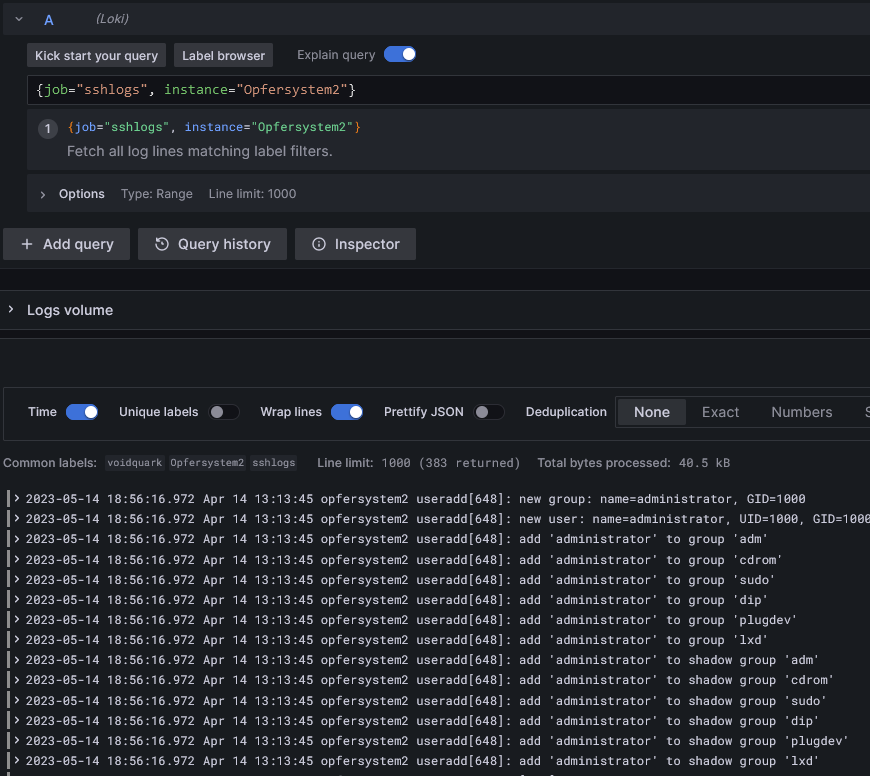 A (Loki)
Kick start your query Label browser Explain query
{job="sshlogs", instance="Opfersystem2"}
1 {job="sshlogs", instance="Opfersystem2"}
Fetch all log lines matching label filters.
Options Type: Range Line limit: 1000
+ Add query Query history Inspector
Logs volume
Time Unique labels Wrap lines Prettify JSON Deduplication None Exact Numbers S
Common labels: voidquark Opfersystem2 sshlogs Line limit: 1000 (383 returned) Total bytes processed: 40.5 kB
2023-05-14 18:56:16.972 Apr 14 13:13:45 opfersystem2 useradd[648]: new group: name=administrator, GID=1000
2023-05-14 18:56:16.972 Apr 14 13:13:45 opfersystem2 useradd[648]: new user: name=administrator, UID=1000, GID=1000
2023-05-14 18:56:16.972 Apr 14 13:13:45 opfersystem2 useradd[648]: add 'administrator' to group 'adm'
2023-05-14 18:56:16.972 Apr 14 13:13:45 opfersystem2 useradd[648]: add 'administrator' to group 'cdrom'
2023-05-14 18:56:16.972 Apr 14 13:13:45 opfersystem2 useradd[648]: add 'administrator' to group 'sudo'
2023-05-14 18:56:16.972 Apr 14 13:13:45 opfersystem2 useradd[648]: add 'administrator' to group 'dip'
2023-05-14 18:56:16.972 Apr 14 13:13:45 opfersystem2 useradd[648]: add 'administrator' to group 'plugdev'
2023-05-14 18:56:16.972 Apr 14 13:13:45 opfersystem2 useradd[648]: add 'administrator' to group 'lxd'
2023-05-14 18:56:16.972 Apr 14 13:13:45 opfersystem2 useradd[648]: add 'administrator' to shadow group 'adm'
2023-05-14 18:56:16.972 Apr 14 13:13:45 opfersystem2 useradd[648]: add 'administrator' to shadow group 'cdrom'
2023-05-14 18:56:16.972 Apr 14 13:13:45 opfersystem2 useradd[648]: add 'administrator' to shadow group 'sudo'
2023-05-14 18:56:16.972 Apr 14 13:13:45 opfersystem2 useradd[648]: add 'administrator' to shadow group 'dip'
2023-05-14 18:56:16.972 Apr 14 13:13:45 opfersystem2 useradd[648]: add 'administrator' to shadow group 'plugdev'
2023-05-14 18:56:16.972 Apr 14 13:13:45 opfersystem2 useradd[648]: add 'administrator' to shadow group 'lxd'